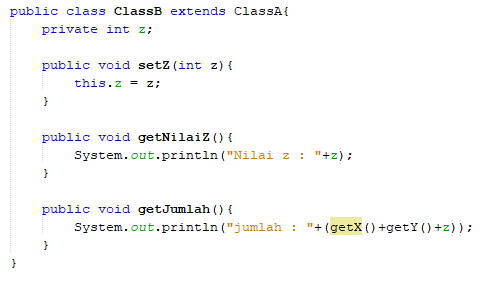 public class ClassB extends ClassA{
private int z;
public void setZ(int z){
this.z = z;
}
public void getNilaiZ(){
System.out.println("Nilai z : "+z);
}
public void getJumlah(){
System.out.println("jumlah : "+(getX()+getY()+z));
}
}